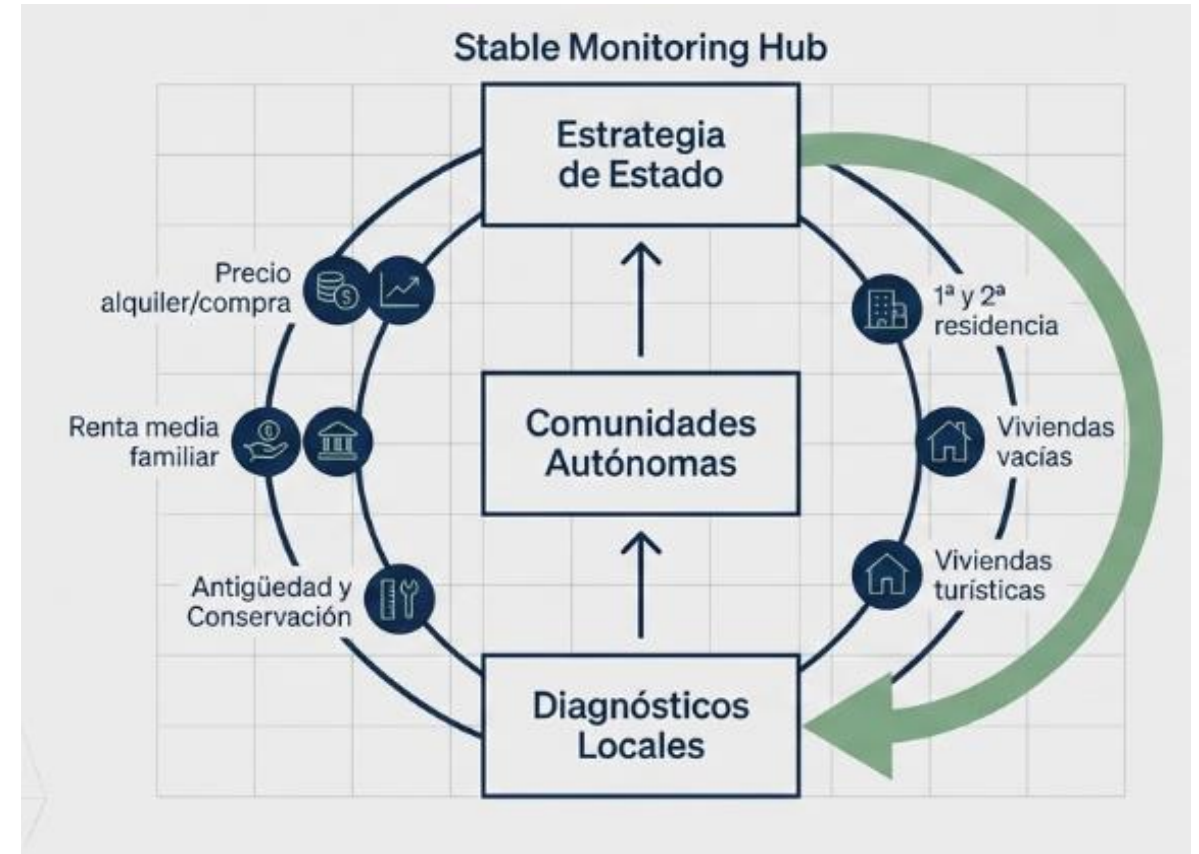 Stable Monitoring Hub
Estrategia
de Estado
Precio
alquiler/compra
1ª y 2ª
residencia
Comunidades
Autónomas
Renta media
familiar
Viviendas
vacías
Antigüedad y
Conservación
Viviendas
turísticas
Diagnósticos
Locales